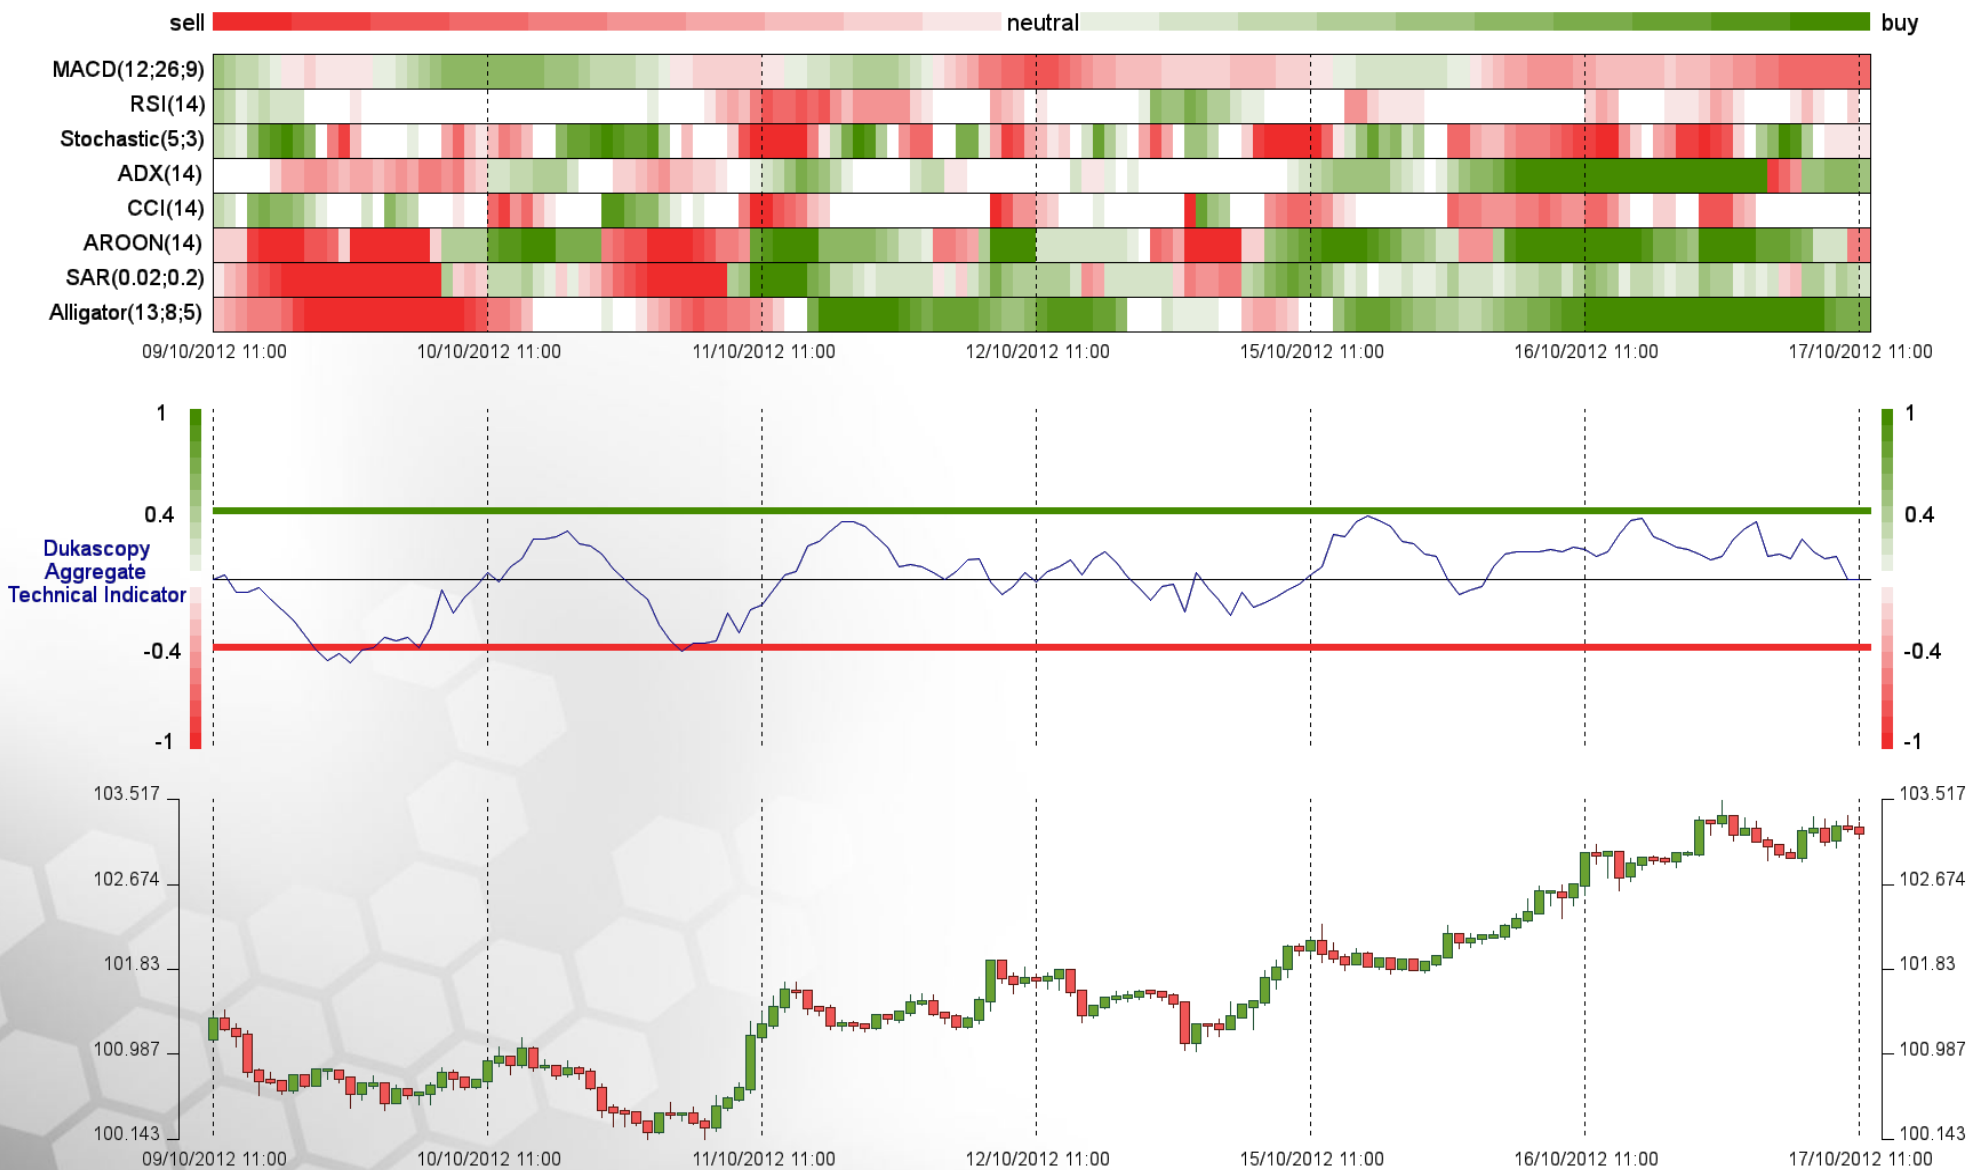 sell neutral buy
MACD(12;26;9)
RSI(14)
Stochastic(5;3)
ADX(14)
CCI(14)
AROON(14)
SAR(0.02;0.2)
Alligator(13;8;5)
09/10/2012 11:00 10/10/2012 11:00 11/10/2012 11:00 12/10/2012 11:00 15/10/2012 11:00 16/10/2012 11:00 17/10/2012 11:00
1 1
0.4 0.4
Dukascopy
Aggregate
Technical Indicator
-0.4 -0.4
-1 -1
103.517 103.517
102.674 102.674
101.83 101.83
100.987 100.987
100.143 100.143
09/10/2012 11:00 10/10/2012 11:00 11/10/2012 11:00 12/10/2012 11:00 15/10/2012 11:00 16/10/2012 11:00 17/10/2012 11:00